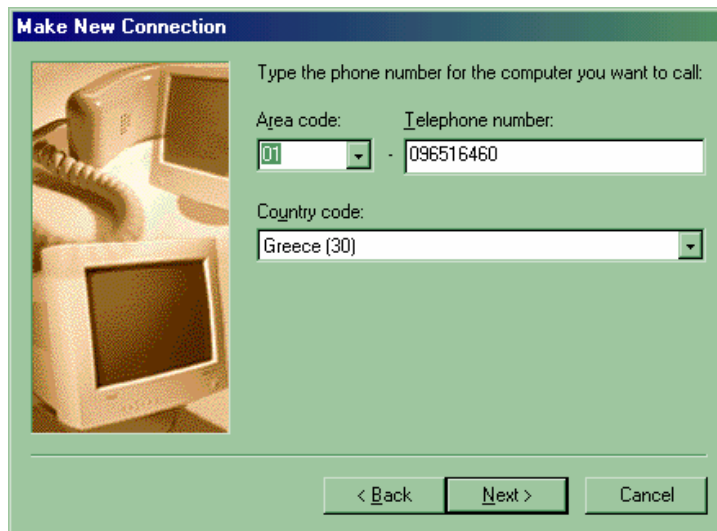 Make New Connection
Type the phone number for the computer you want to call:
Area code: Telephone number:
01 - 096516460
Country code:
Greece (30)
< Back Next > Cancel